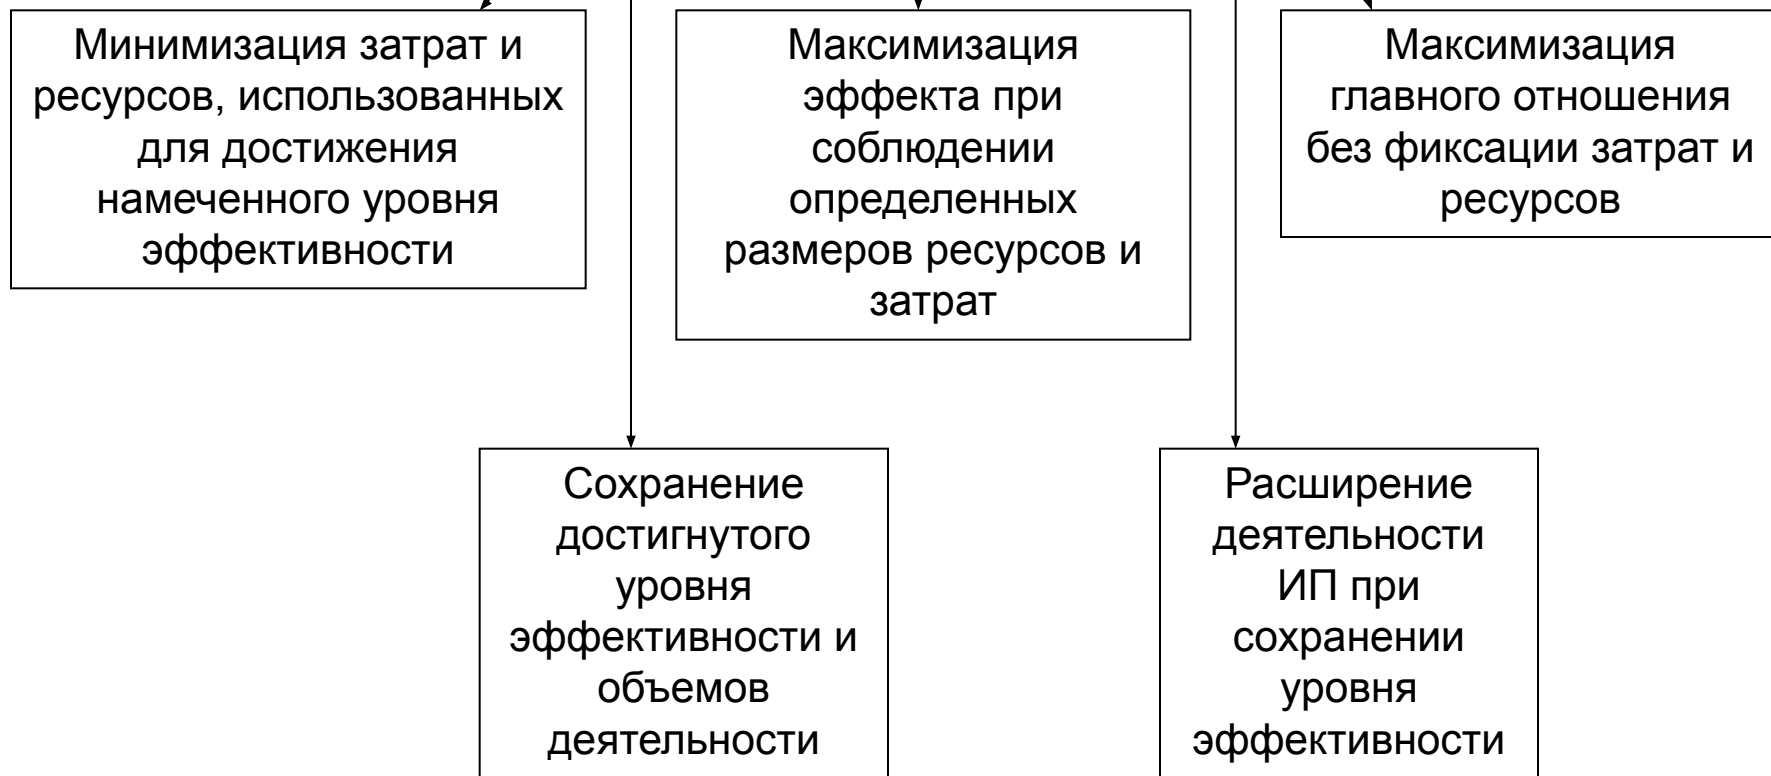 Минимизация затрат и
ресурсов, использованных
для достижения
намеченного уровня
эффективности
Максимизация
эффекта при
соблюдении
определенных
размеров ресурсов и
затрат
Максимизация
главного отношения
без фиксации затрат и
ресурсов
Сохранение
достигнутого
уровня
эффективности и
объемов
деятельности
Расширение
деятельности
ИП при
сохранении
уровня
эффективности